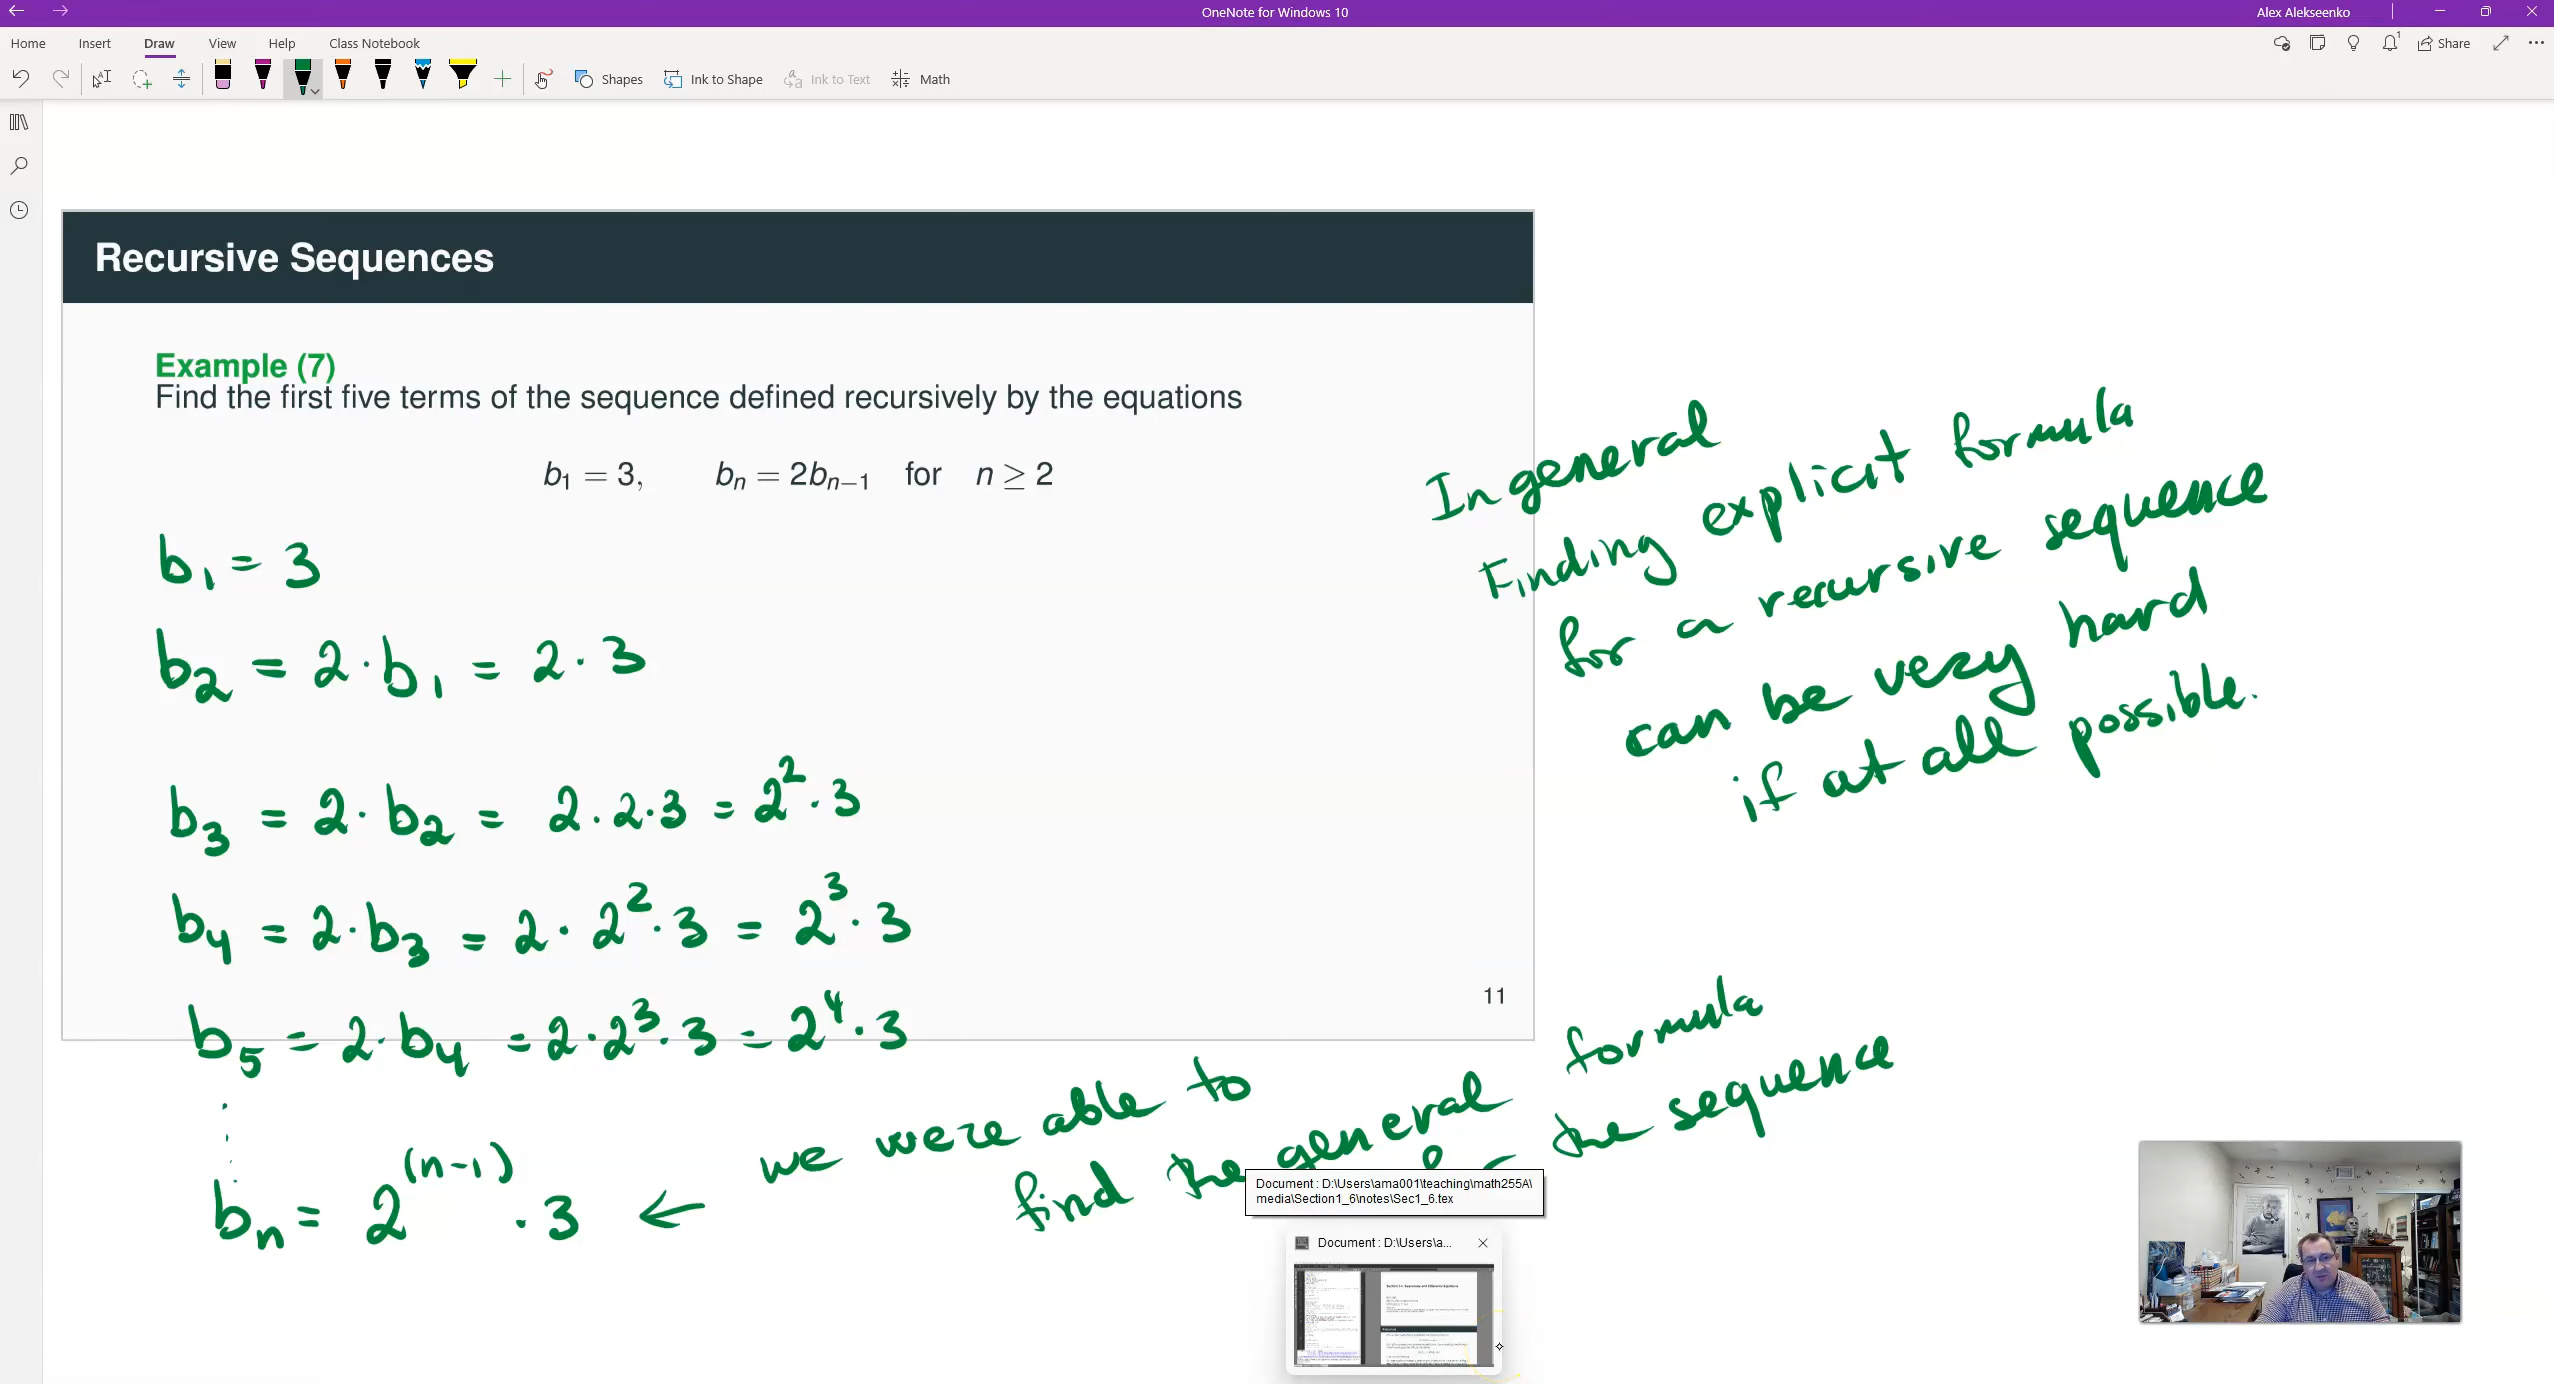 OneNote for Windows 10
Alex Alekseenko
Home Insert Draw View Help Class Notebook
1 Share
Shapes Ink to Shape Ink to Text Math
Recursive Sequences
Example (7)
Find the first five terms of the sequence defined recursively by the equations
b₁ = 3, bₙ = 2bₙ₋₁ for n ≥ 2
b₁ = 3
b₂ = 2 · b₁ = 2 · 3
b₃ = 2 · b₂ = 2 · 2 · 3 = 2² · 3
b₄ = 2 · b₃ = 2 · 2² · 3 = 2³ · 3
b₅ = 2 · b₄ = 2 · 2³ · 3 = 2⁴ · 3
bₙ = 2⁽ⁿ⁻¹⁾ · 3 ←
we were able to
find the general formula
the sequence
In general
Finding explicit formula
for a recursive sequence
can be very hard
if at all possible.
11
Document : D:\Users\ama001\teaching\math255A\
media\Section1_6\notes\Sec1_6.tex
Document : D:\Users\a...